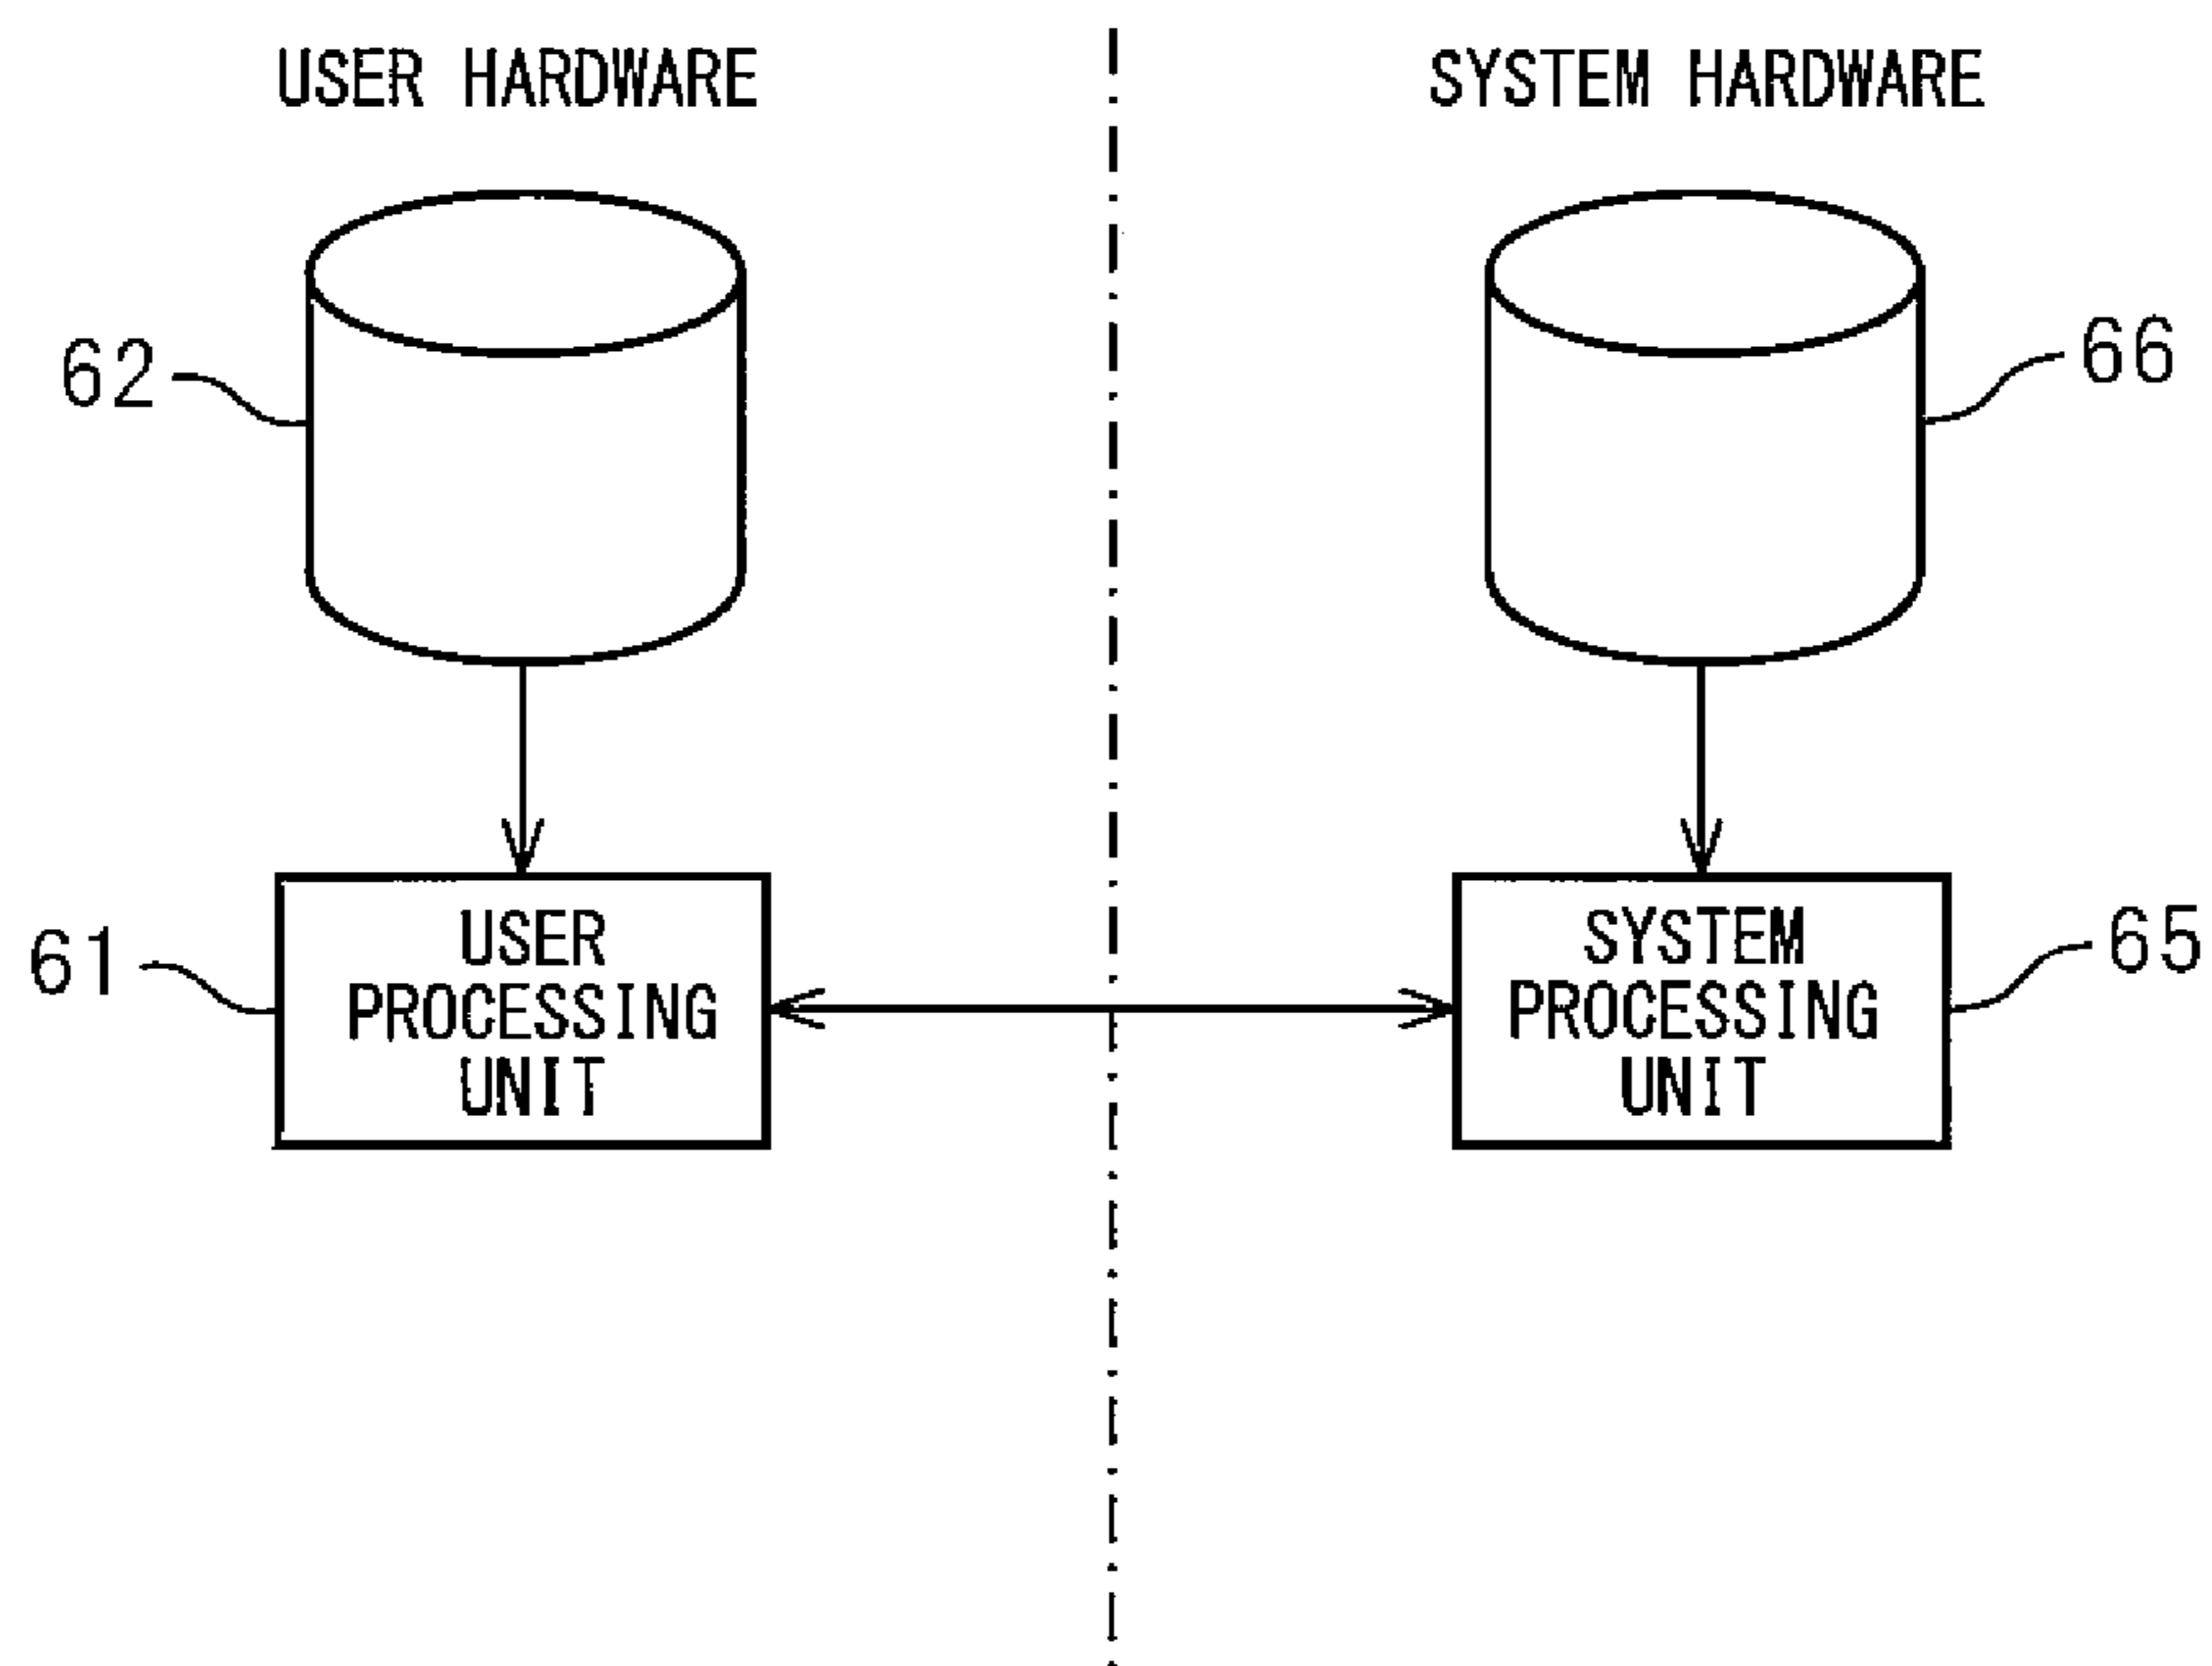 USER HARDWARE
SYSTEM HARDWARE
62
66
61
USER
PROCESSING
UNIT
SYSTEM
PROCESSING
UNIT
65